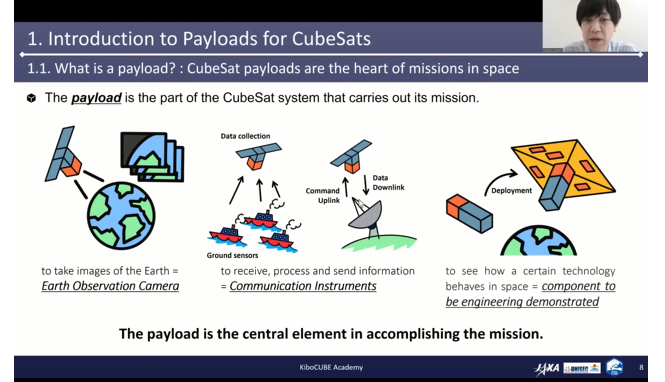 1. Introduction to Payloads for CubeSats
1.1. What is a payload? : CubeSat payloads are the heart of missions in space
The payload is the part of the CubeSat system that carries out its mission.
Data collection
Ground sensors
Command
Uplink
Data
Downlink
Deployment
to take images of the Earth =
Earth Observation Camera
to receive, process and send information
= Communication Instruments
to see how a certain technology
behaves in space = component to
be engineering demonstrated
The payload is the central element in accomplishing the mission.
KiboCUBE Academy
JAXA
UNISEC
8